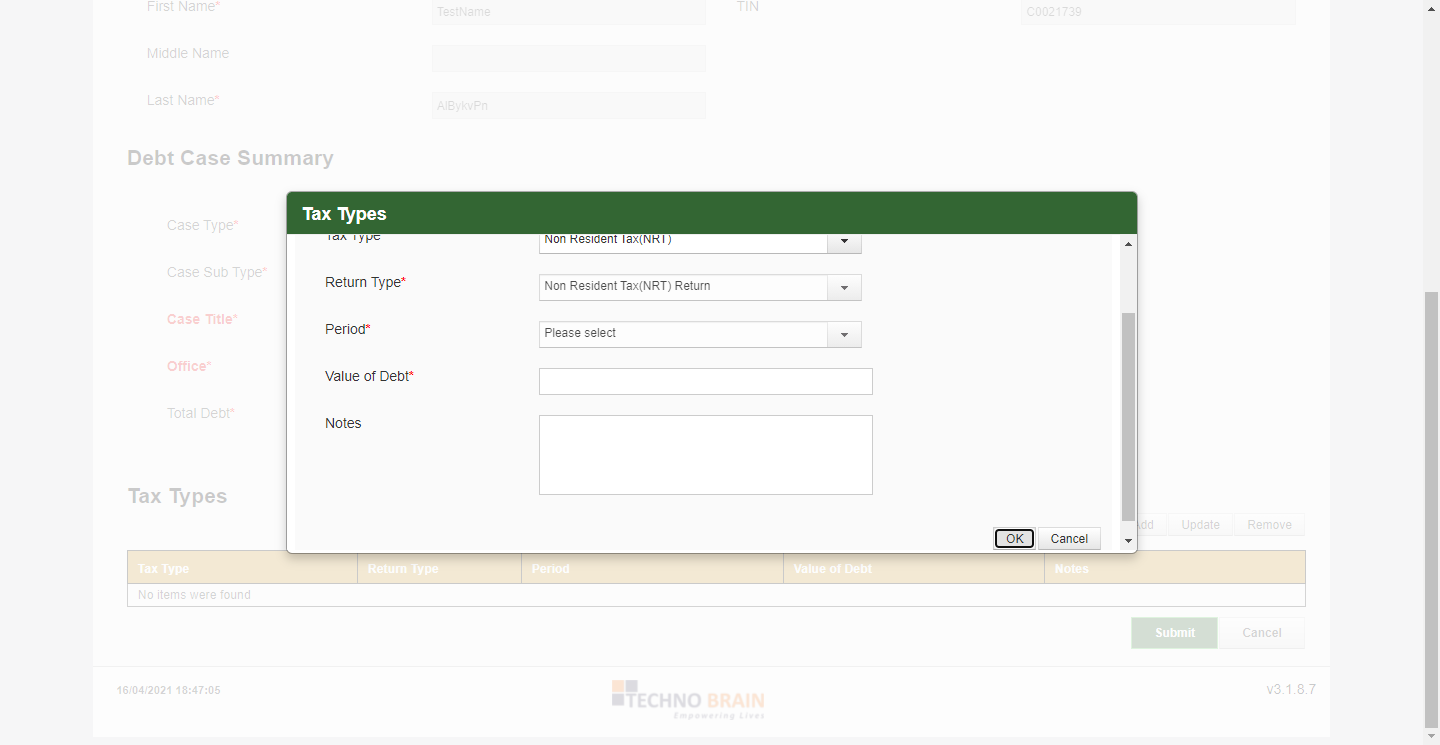 First Name*
TestName
TIN
C0021739
Middle Name
Last Name*
AlBykvPn
Debt Case Summary
Case Type*
Case Sub Type*
Case Title*
Office*
Total Debt*
Tax Types
Tax Type
Non Resident Tax(NRT)
Return Type*
Non Resident Tax(NRT) Return
Period*
Please select
Value of Debt*
Notes
OK
Cancel
Tax Types
Update
Remove
Tax Type
Return Type
Period
Value of Debt
Notes
No items were found
Submit
Cancel
16/04/2021 18:47:05
TECHNO BRAIN
Empowering Lives
v3.1.8.7